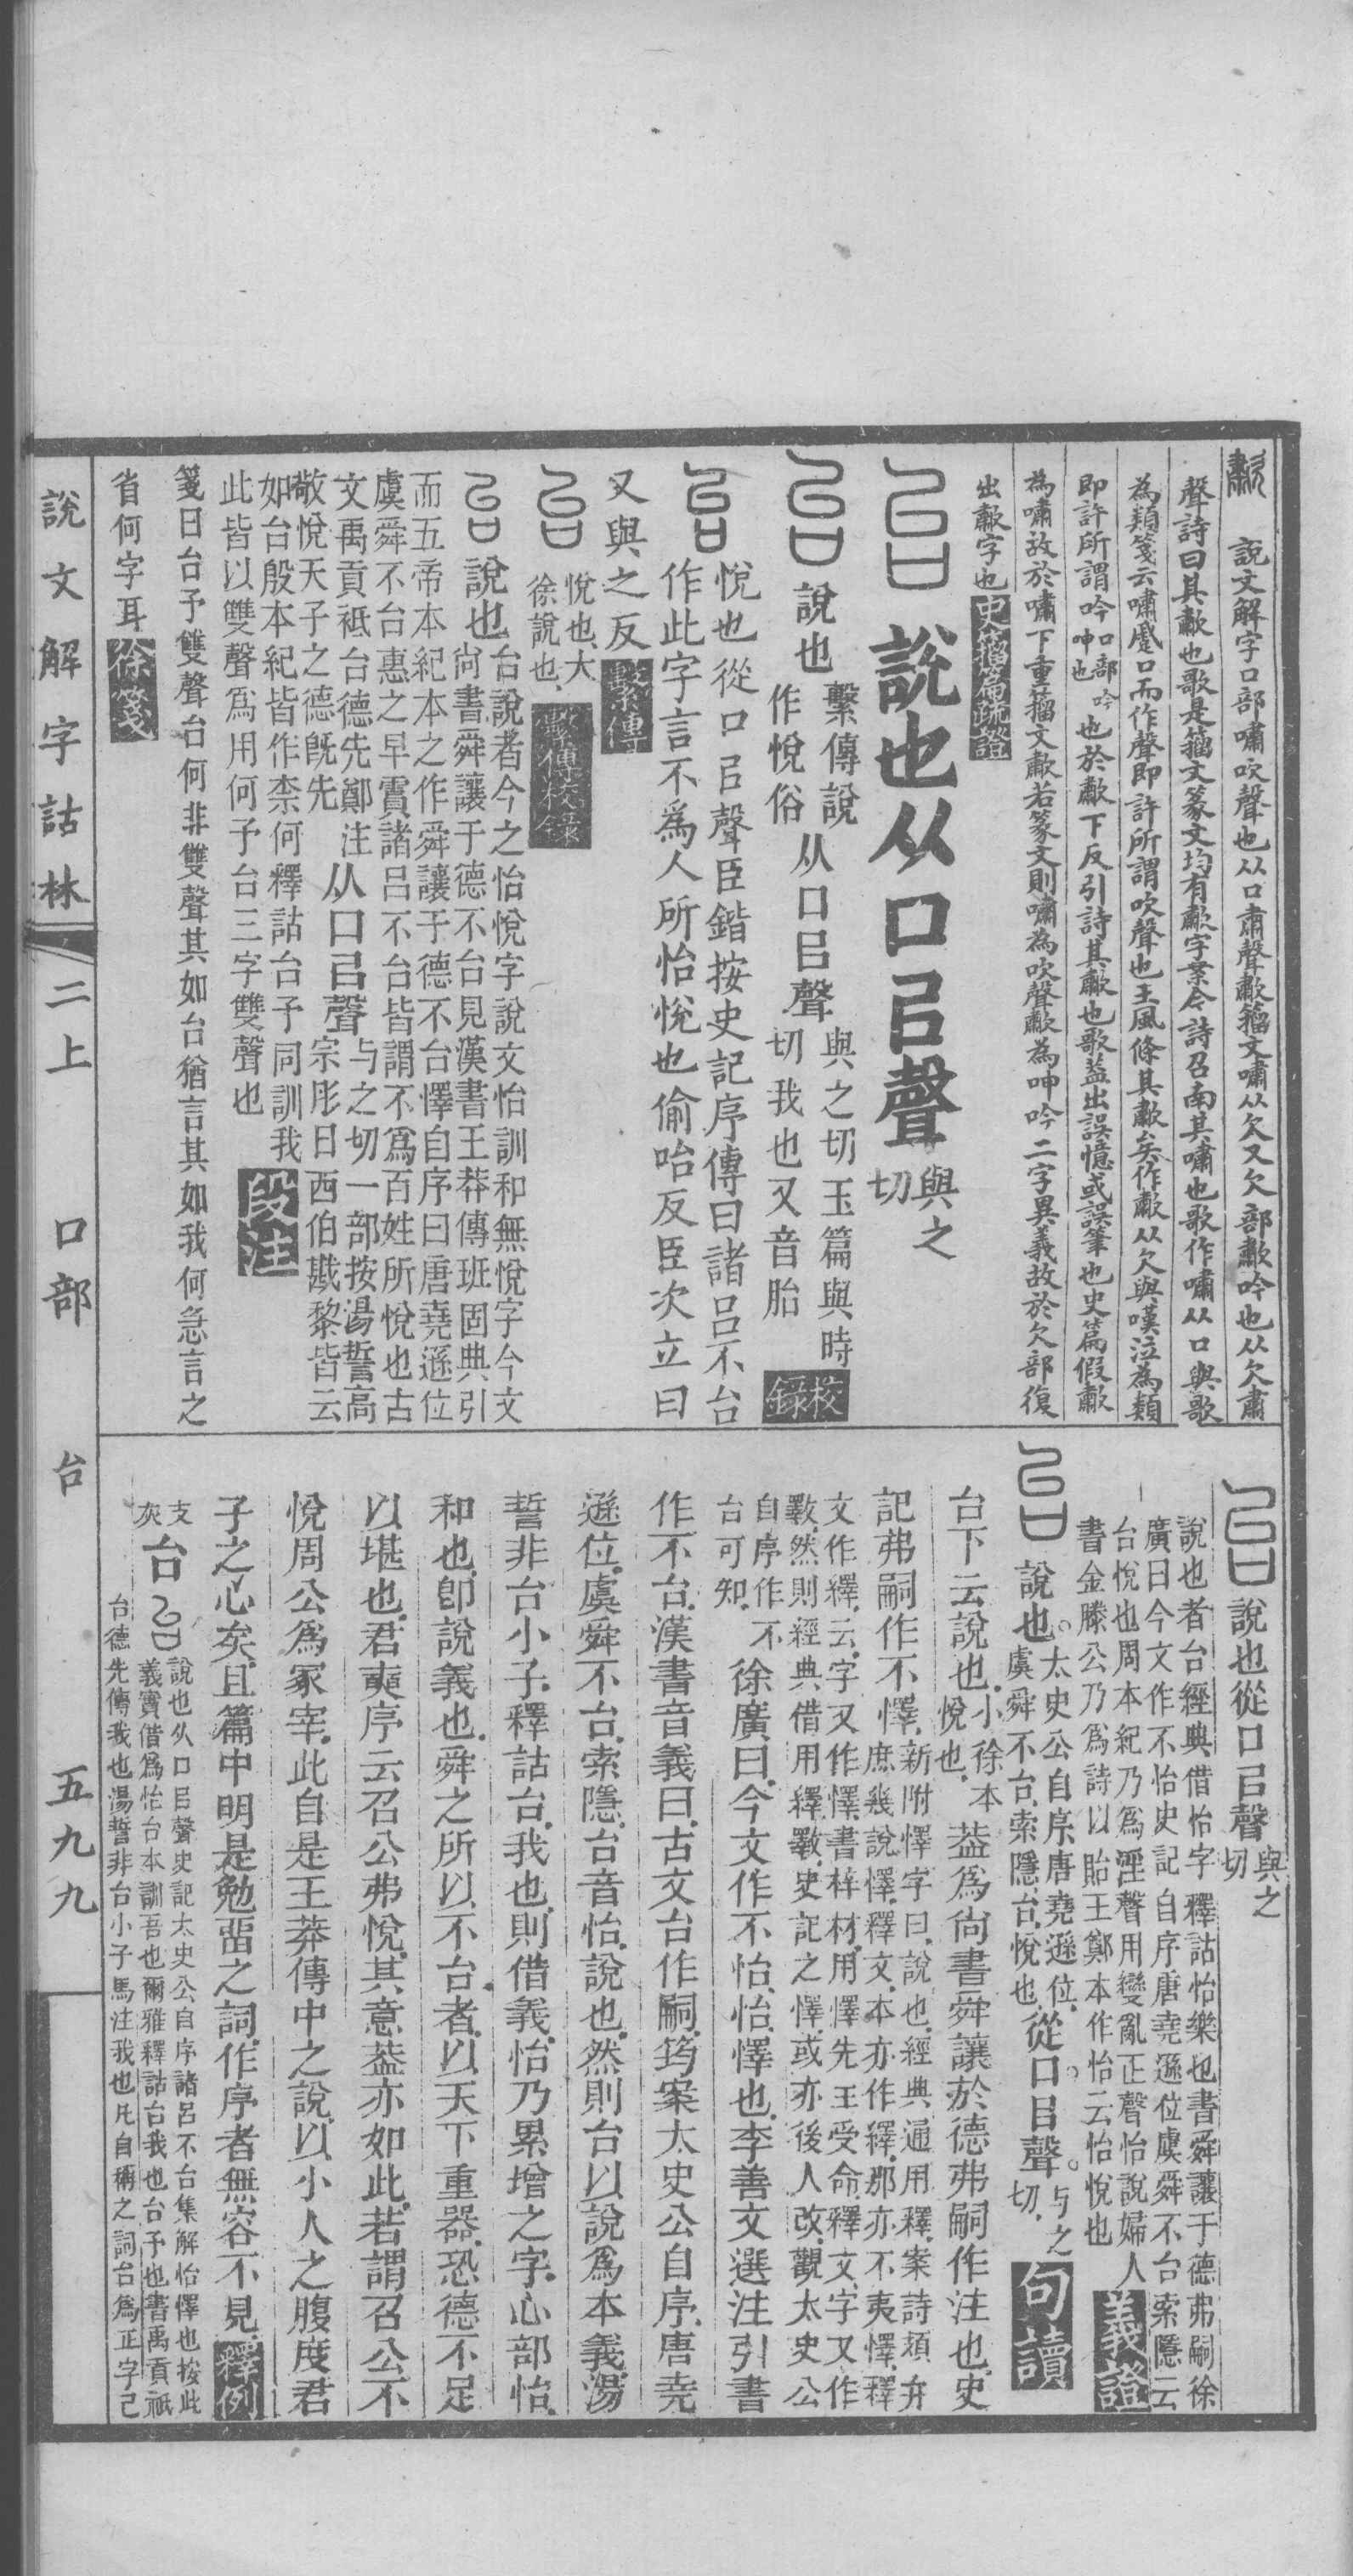 說文解字口部嘯吹聲也从口肅聲歗籀文嘯从欠又欠部歗吟也从欠肅
聲詩曰其歗也歌是籀文篆文均有歗字案今詩召南其嘯也歌作嘯从口與歌
為類箋云嘯蹙口而作聲即許所謂吹聲也王風條其歗矣作歗从欠與嘆泣為類
即許所謂吟口部吟呻也也於歗下反引詩其歗也歌葢出誤憶或誤筆也史篇假歗
為嘯故於嘯下重籀文歗若篆文則嘯為吹聲歗為呻吟二字異義故於欠部復
出歗字也史籀篇疏證
說也从口㠯聲與之切
說也繫傳說作悅俗从口㠯聲與之切玉篇與時切我也又音胎校錄
悅也從口㠯聲臣鍇按史記序傳曰諸呂不台
作此字言不爲人所怡悅也偷咍反臣次立曰
又與之反繫傳
悅也大徐說也繫傳校錄
說也台說者今之怡悅字說文怡訓和無悅字今文
尙書舜讓于德不台見漢書王莽傳班固典引
而五帝本紀本之作舜讓于德不台懌自序曰唐堯遜位
虞舜不台惠之早霣諸呂不台皆謂不爲百姓所悅也古
文禹貢祗台德先鄭注
敬悅天子之德旣先
从口㠯聲与之切一部按湯誓高
宗肜日西伯戡黎皆云
如台殷本紀皆作柰何釋詁台予同訓我
此皆以雙聲爲用何予台三字雙聲也段注
箋曰台予雙聲台何非雙聲其如台猶言其如我何急言之
省何字耳徐箋
說也從口㠯聲與之切
說也者台經典借怡字釋詁怡樂也書舜讓于德弗嗣徐
廣曰今文作不怡史記自序唐堯遜位虞舜不台索隱云
台悅也周本紀乃爲淫聲用變亂正聲怡說婦人
書金滕公乃爲詩以貽王鄭本作怡云怡悅也義證
說也。太史公自序唐堯遜位虞舜不台索隱台悅也從口㠯聲。与之切句讀
台下云說也小徐本悅也葢爲尙書舜讓於德弗嗣作注也史
記弗嗣作不懌新附懌字曰說也經典通用釋案詩頍弁
庶幾說懌釋文本亦作繹那亦不夷懌釋
文作繹云字又作懌書梓材用懌先王受命釋文字又作
斁然則經典借用繹斁史記之懌或亦後人改觀太史公
自序作不台可知徐廣曰今文作不怡怡懌也李善文選注引書
作不台漢書音義曰古文台作嗣筠案太史公自序唐堯
遜位虞舜不台索隱台音怡說也然則台以說爲本義湯
誓非台小子釋詁台我也則借義怡乃累增之字心部怡
和也卽說義也舜之所以不台者以天下重器恐德不足
以堪也君奭序云召公弗悅其意葢亦如此若謂召公不
悅周公爲冢宰此自是王莽傳中之說以小人之腹度君
子之心矣且篇中明是勉畱之詞作序者無容不見釋例
支灰台說也从口㠯聲史記太史公自序諸呂不台集解怡懌也按此
義實借爲怡台本訓吾也爾雅釋詁台我也台予也書禹貢祗
台德先傳我也湯誓非台小子馬注我也凡自稱之詞台爲正字己
說文解字詁林
二上
口部
台
五九九